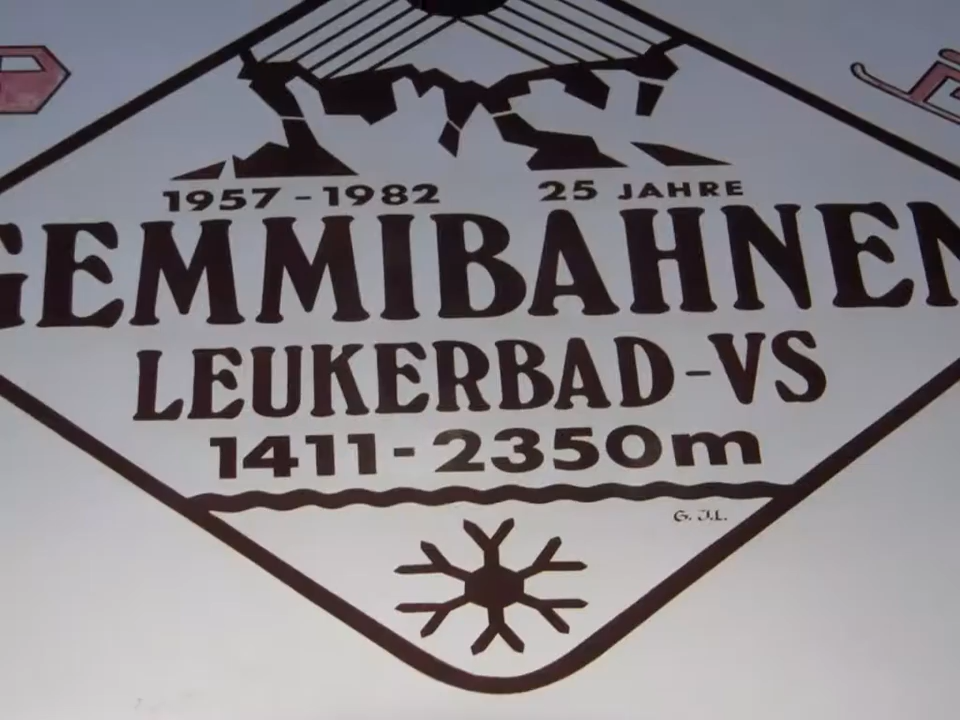 1957-1982 25 JAHRE
GEMMIBAHNEN
LEUKERBAD-VS
1411-2350m
G. J.L.